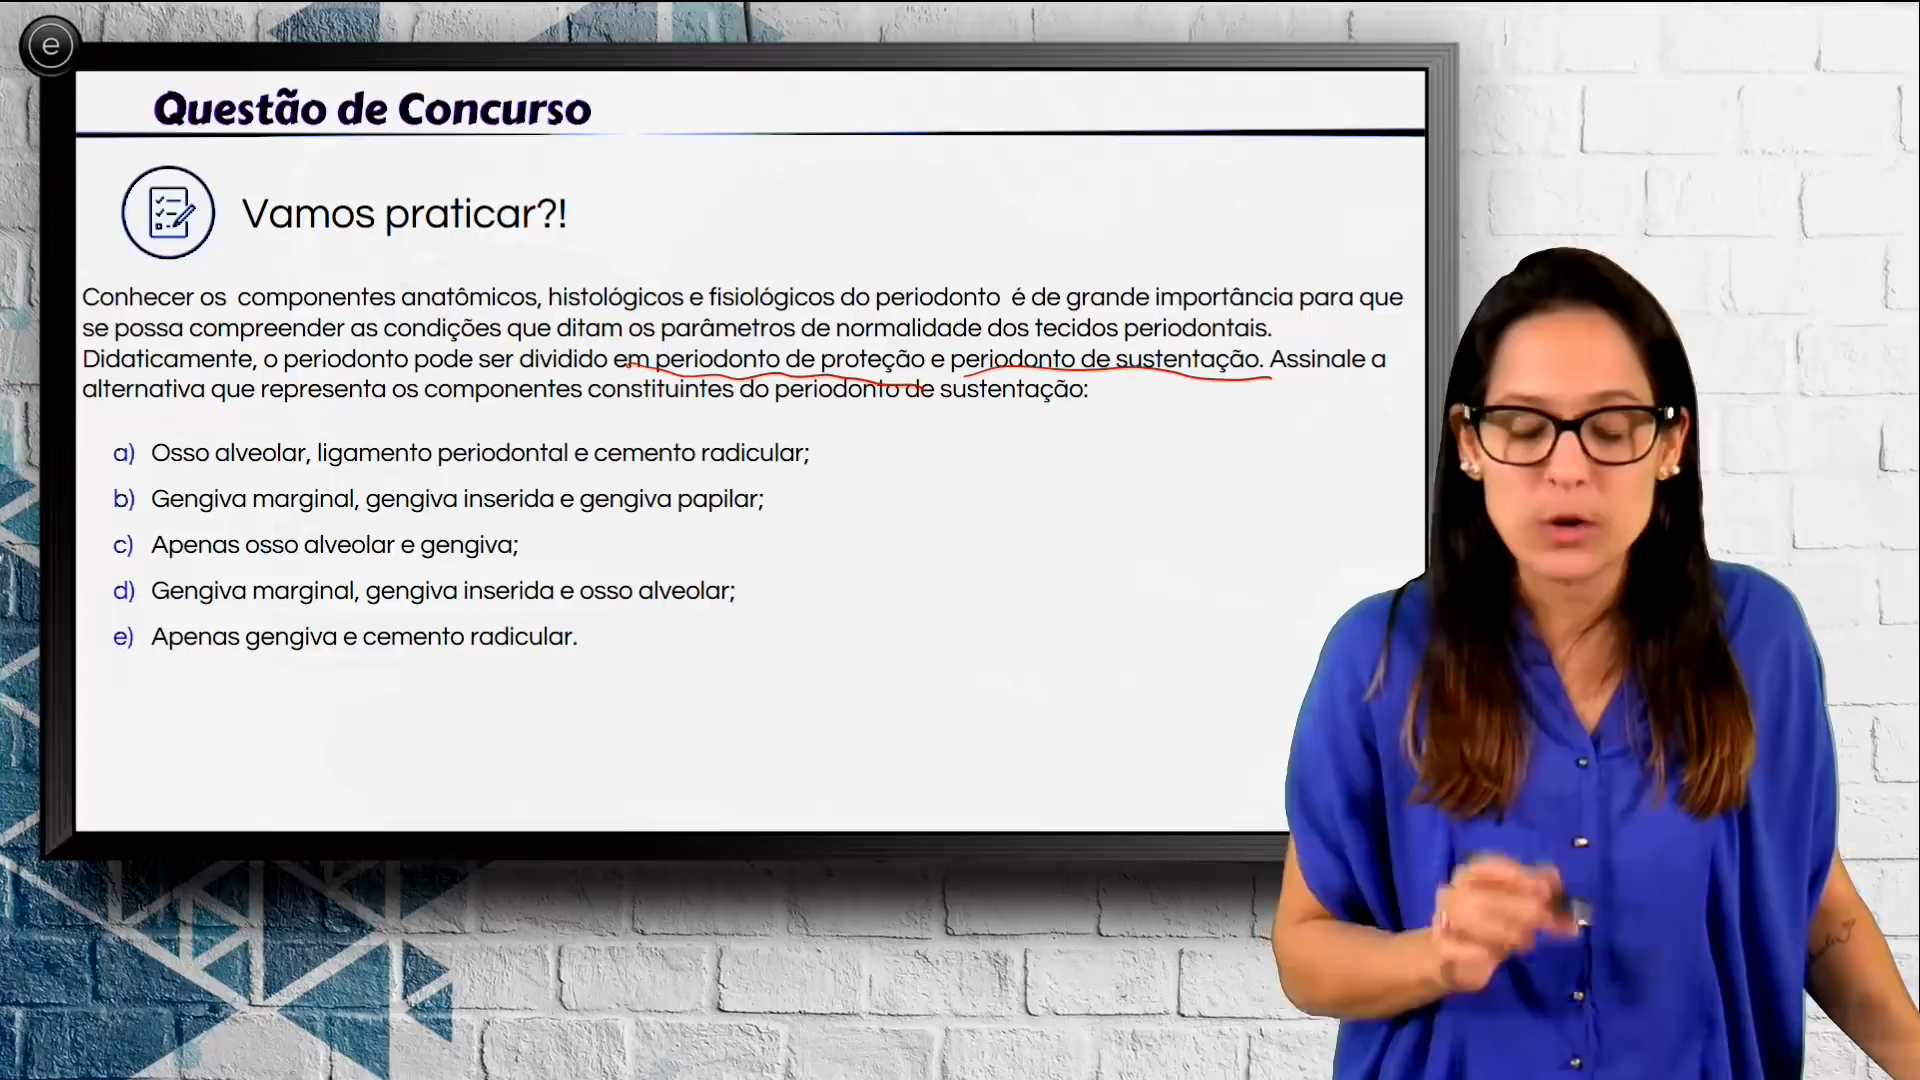 e
Questão de Concurso
Vamos praticar?!
Conhecer os componentes anatômicos, histológicos e fisiológicos do periodonto é de grande importância para que
se possa compreender as condições que ditam os parâmetros de normalidade dos tecidos periodontais.
Didaticamente, o periodonto pode ser dividido em periodonto de proteção e periodonto de sustentação. Assinale a
alternativa que representa os componentes constituintes do periodonto de sustentação:
a) Osso alveolar, ligamento periodontal e cemento radicular;
b) Gengiva marginal, gengiva inserida e gengiva papilar;
c) Apenas osso alveolar e gengiva;
d) Gengiva marginal, gengiva inserida e osso alveolar;
e) Apenas gengiva e cemento radicular.